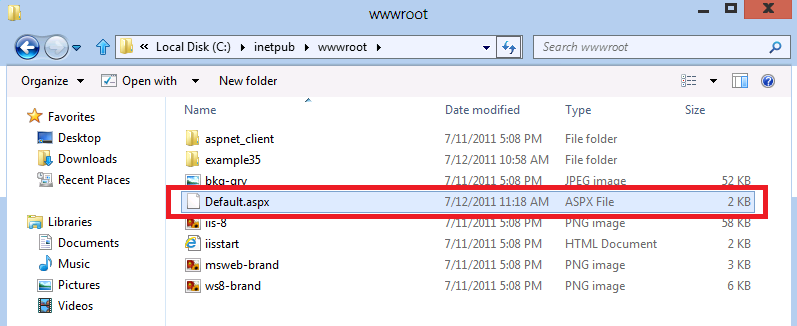 wwwroot
« Local Disk (C:) ▸ inetpub ▸ wwwroot ▸ Search wwwroot
Organize Open with New folder
Name Date modified Type Size
Favorites
Desktop
Downloads
Recent Places
Libraries
Documents
Music
Pictures
Videos
aspnet_client 7/11/2011 5:08 PM File folder
example35 7/12/2011 10:58 AM File folder
bkg-gry 7/11/2011 5:08 PM JPEG image 52 KB
Default.aspx 7/12/2011 11:18 AM ASPX File 2 KB
iis-8 7/11/2011 5:08 PM PNG image 58 KB
iisstart 7/11/2011 5:08 PM HTML Document 2 KB
msweb-brand 7/11/2011 5:08 PM PNG image 3 KB
ws8-brand 7/11/2011 5:08 PM PNG image 6 KB